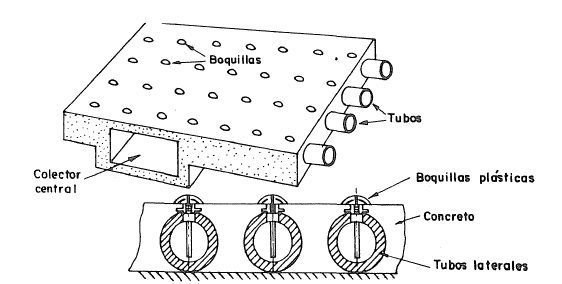 Boquillas
Tubos
Colector
central
Boquillas plásticas
Concreto
Tubos laterales